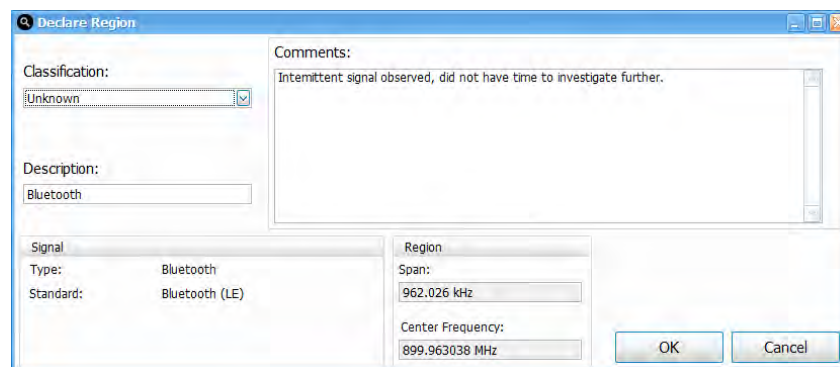 Declare Region
Classification:
Unknown
Description:
Bluetooth
Comments:
Intemittent signal observed, did not have time to investigate further.
Signal
Type: Bluetooth
Standard: Bluetooth (LE)
Region
Span:
962.026 kHz
Center Frequency:
899.963038 MHz
OK Cancel